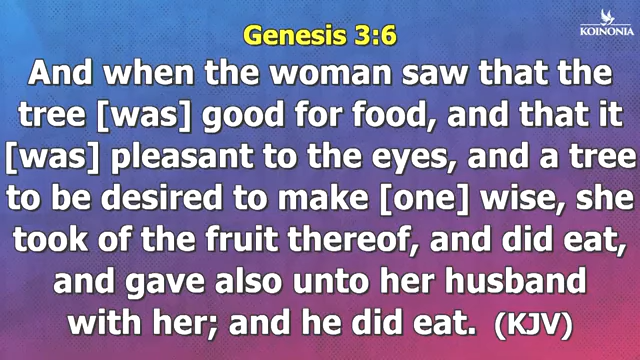 Genesis 3:6
KOINONIA
And when the woman saw that the
tree [was] good for food, and that it
[was] pleasant to the eyes, and a tree
to be desired to make [one] wise, she
took of the fruit thereof, and did eat,
and gave also unto her husband
with her; and he did eat. (KJV)